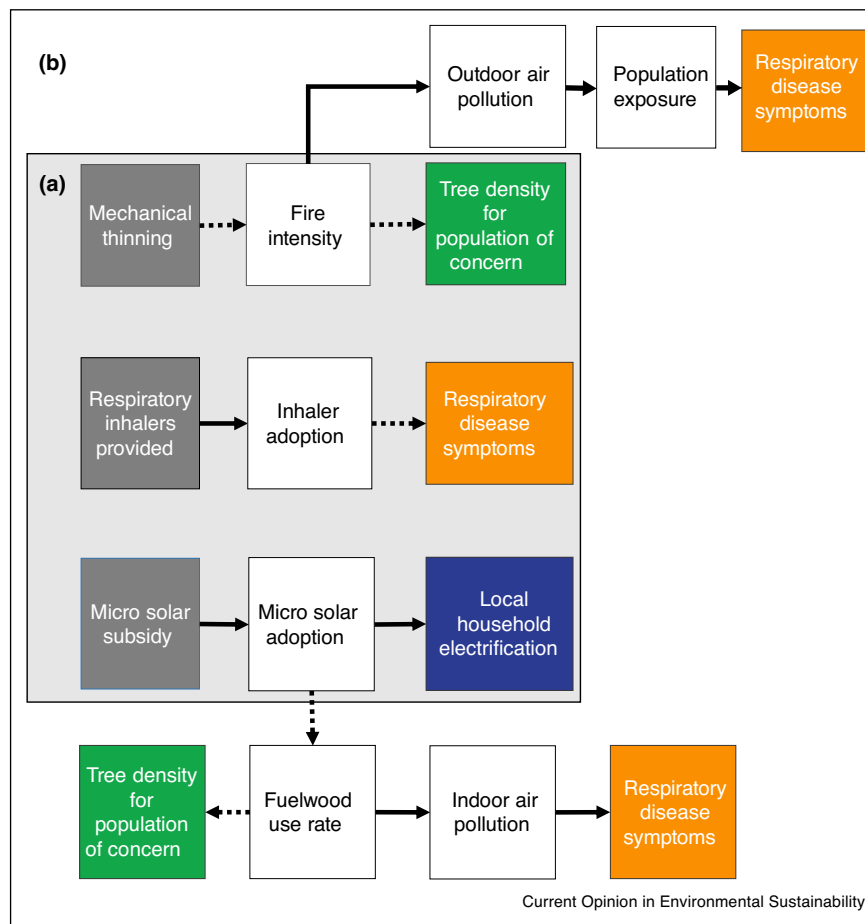 (b)
Outdoor air
pollution
Population
exposure
Respiratory
disease
symptoms
(a)
Mechanical
thinning
Fire
intensity
Tree density
for
population of
concern
Respiratory
inhalers
provided
Inhaler
adoption
Respiratory
disease
symptoms
Micro solar
subsidy
Micro solar
adoption
Local
household
electrification
Tree density
for
population
of concern
Fuelwood
use rate
Indoor air
pollution
Respiratory
disease
symptoms
Current Opinion in Environmental Sustainability